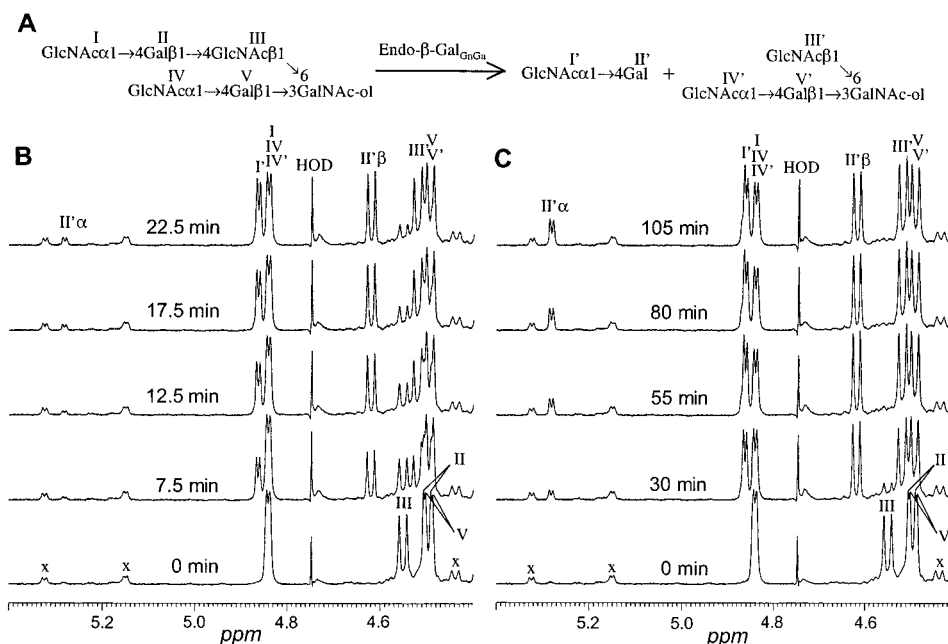 A
I II III
GlcNAcα1→4Galβ1→4GlcNAcβ1
↘6
IV V
GlcNAcα1→4Galβ1→3GalNAc-ol
Endo-β-GalGnGa
I' II'
GlcNAcα1→4Gal +
III'
GlcNAcβ1
↘6
IV' V'
GlcNAcα1→4Galβ1→3GalNAc-ol
B
I
IV
IV'
I'
HOD
II'β
III'
V
V'
II'α
22.5 min
17.5 min
12.5 min
7.5 min
II
III
V
0 min
x x x
5.2 5.0 4.8 4.6
ppm
C
I
IV
IV'
I'
HOD
II'β
III'
V
V'
II'α
105 min
80 min
55 min
30 min
II
III
V
0 min
x x x
5.2 5.0 4.8 4.6
ppm